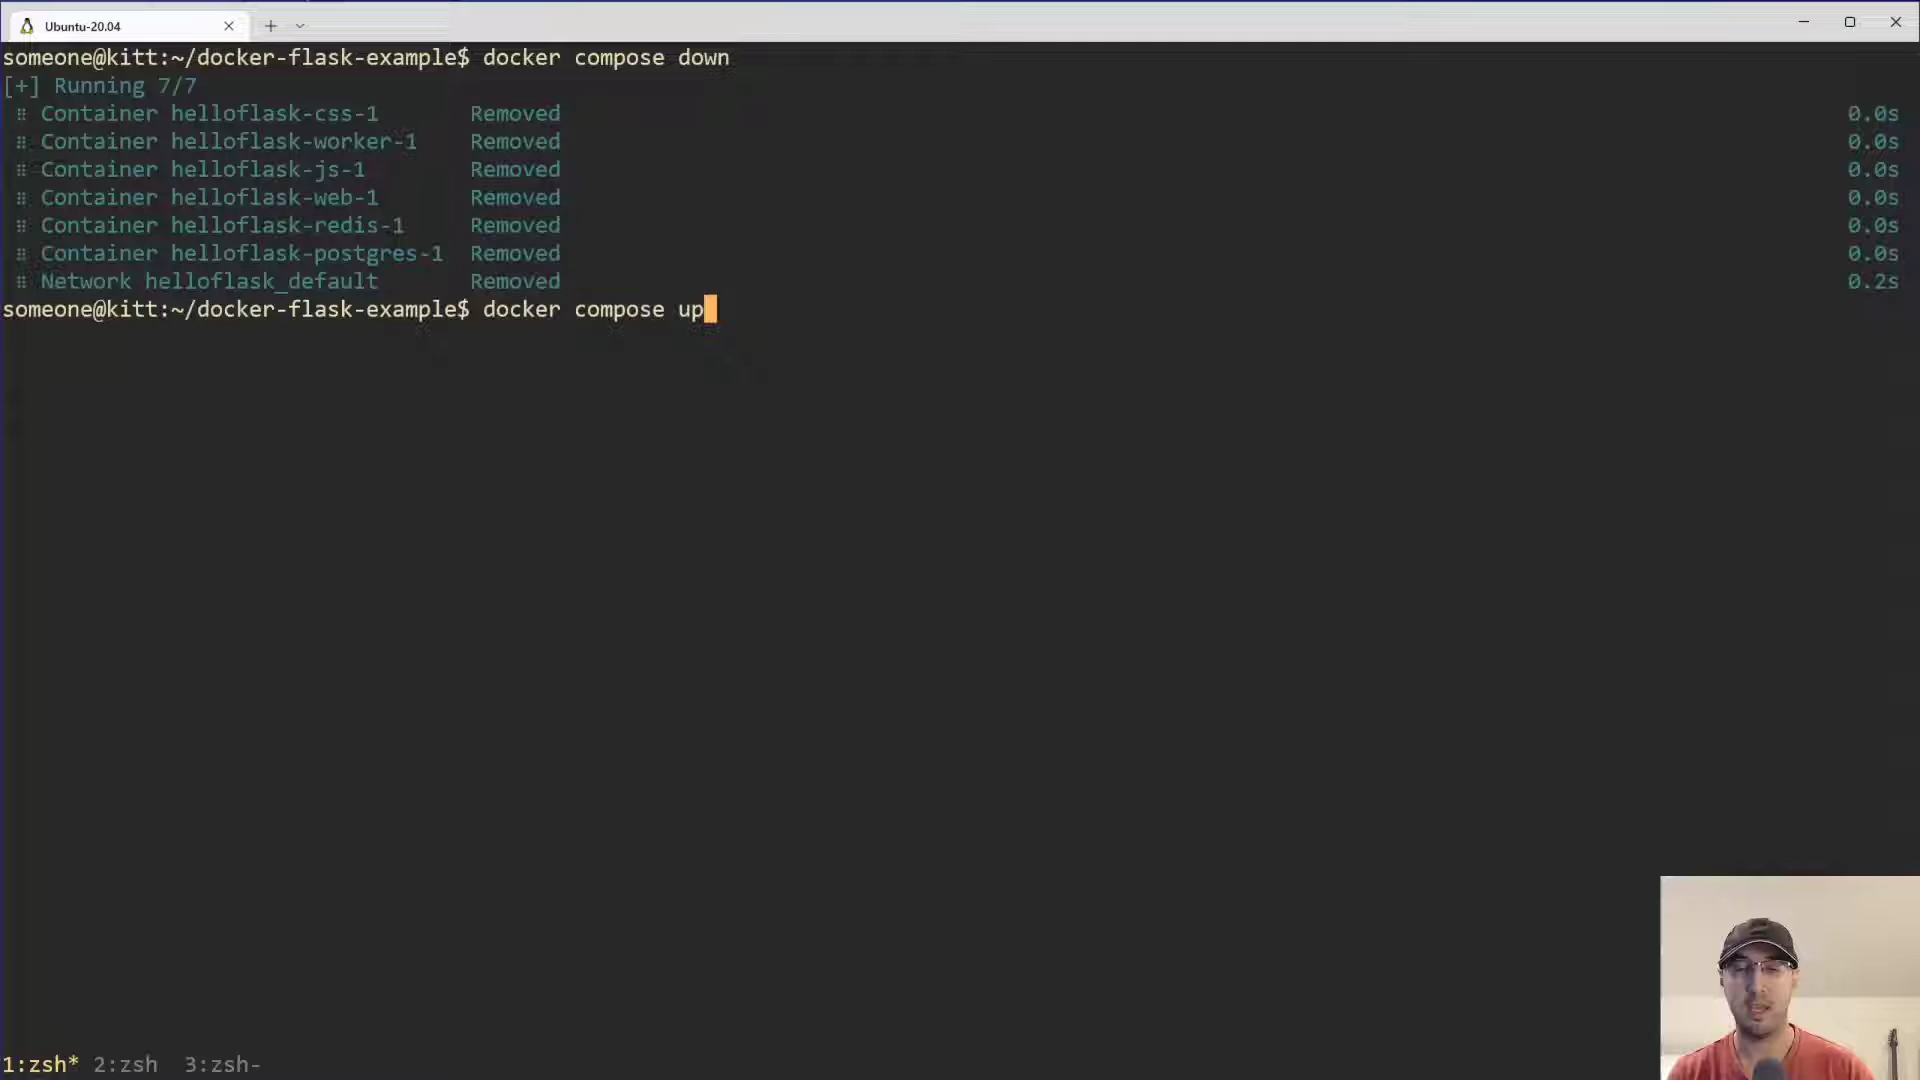 Ubuntu-20.04
someone@kitt:~/docker-flask-example$ docker compose down
[+] Running 7/7
⠿ Container helloflask-css-1 Removed 0.0s
⠿ Container helloflask-worker-1 Removed 0.0s
⠿ Container helloflask-js-1 Removed 0.0s
⠿ Container helloflask-web-1 Removed 0.0s
⠿ Container helloflask-redis-1 Removed 0.0s
⠿ Container helloflask-postgres-1 Removed 0.0s
⠿ Network helloflask_default Removed 0.2s
someone@kitt:~/docker-flask-example$ docker compose up
1:zsh* 2:zsh 3:zsh-